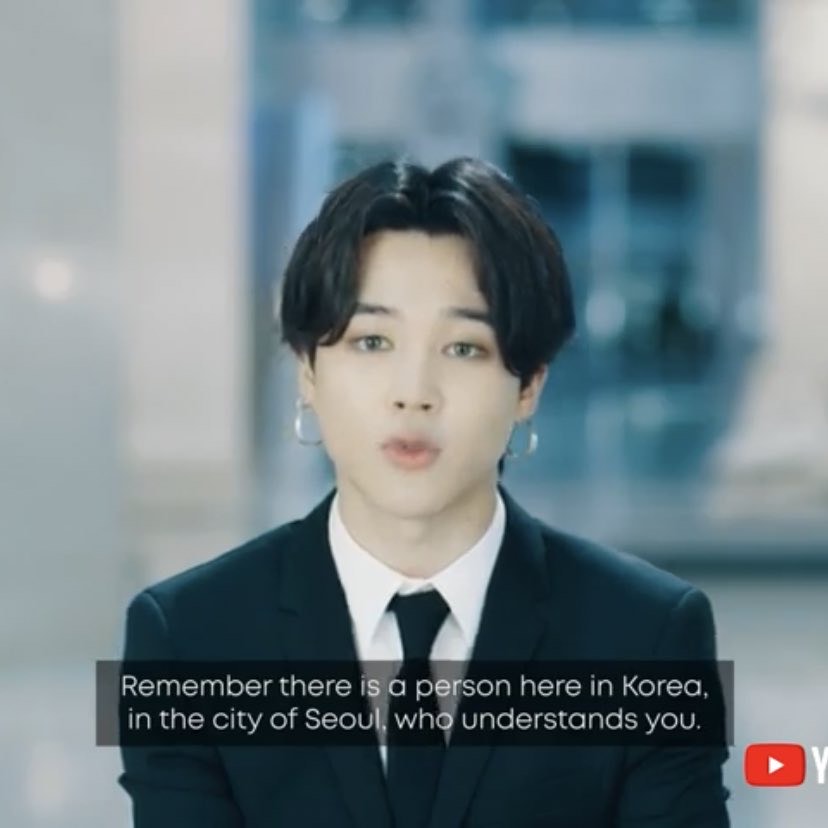 Remember there is a person here in Korea,
in the city of Seoul, who understands you.